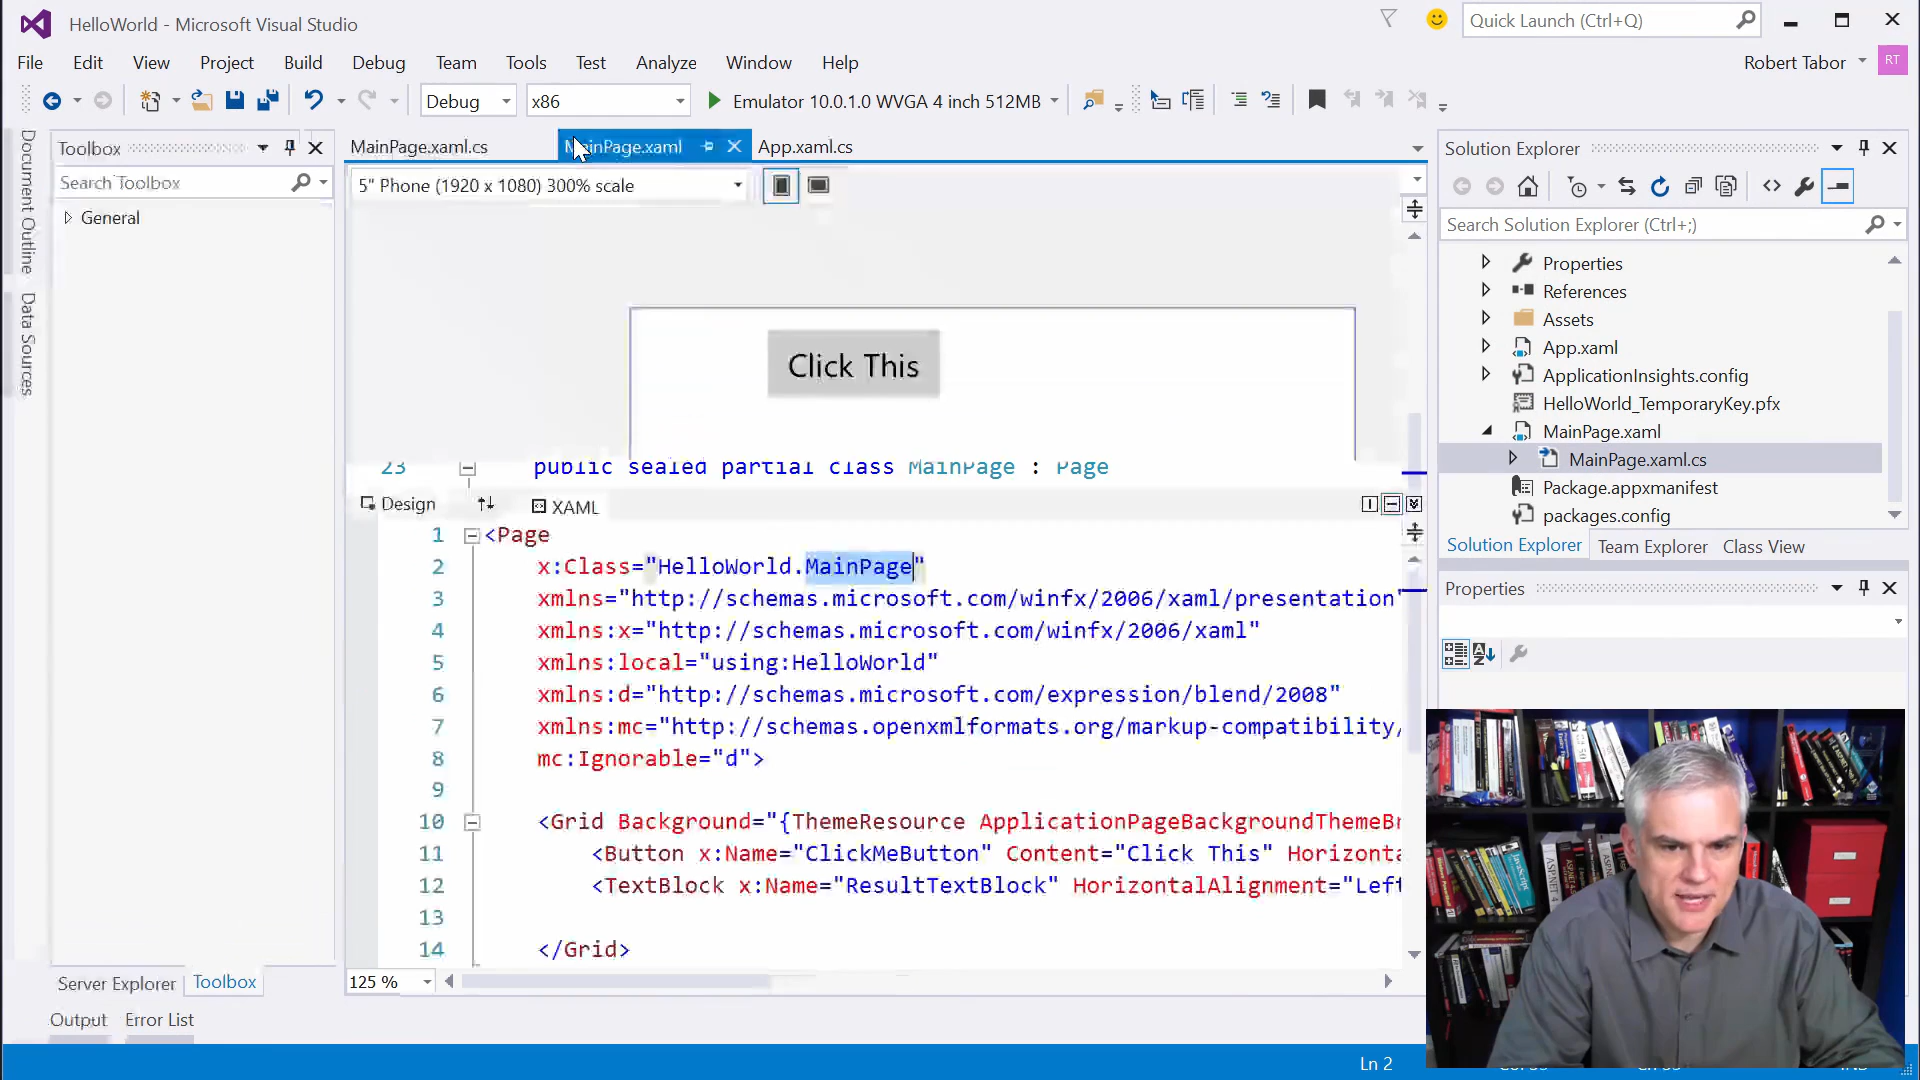 HelloWorld - Microsoft Visual Studio
Quick Launch (Ctrl+Q)
File Edit View Project Build Debug Team Tools Test Analyze Window Help
Robert Tabor RT
Debug x86 Emulator 10.0.1.0 WVGA 4 inch 512MB
Document Outline
Data Sources
Toolbox
Search Toolbox
General
MainPage.xaml.cs MainPage.xaml App.xaml.cs
5" Phone (1920 x 1080) 300% scale
Click This
23 public sealed partial class MainPage : Page
Design XAML
1 <Page
2 x:Class="HelloWorld.MainPage"
3 xmlns="http://schemas.microsoft.com/winfx/2006/xaml/presentation"
4 xmlns:x="http://schemas.microsoft.com/winfx/2006/xaml"
5 xmlns:local="using:HelloWorld"
6 xmlns:d="http://schemas.microsoft.com/expression/blend/2008"
7 xmlns:mc="http://schemas.openxmlformats.org/markup-compatibility/
8 mc:Ignorable="d">
9
10 <Grid Background="{ThemeResource ApplicationPageBackgroundThemeBr
11 <Button x:Name="ClickMeButton" Content="Click This" Horizonta
12 <TextBlock x:Name="ResultTextBlock" HorizontalAlignment="Left
13
14 </Grid>
125 %
Solution Explorer
Search Solution Explorer (Ctrl+;)
Properties
References
Assets
App.xaml
ApplicationInsights.config
HelloWorld_TemporaryKey.pfx
MainPage.xaml
MainPage.xaml.cs
Package.appxmanifest
packages.config
Solution Explorer Team Explorer Class View
Properties
Server Explorer Toolbox
Output Error List
Ln 2